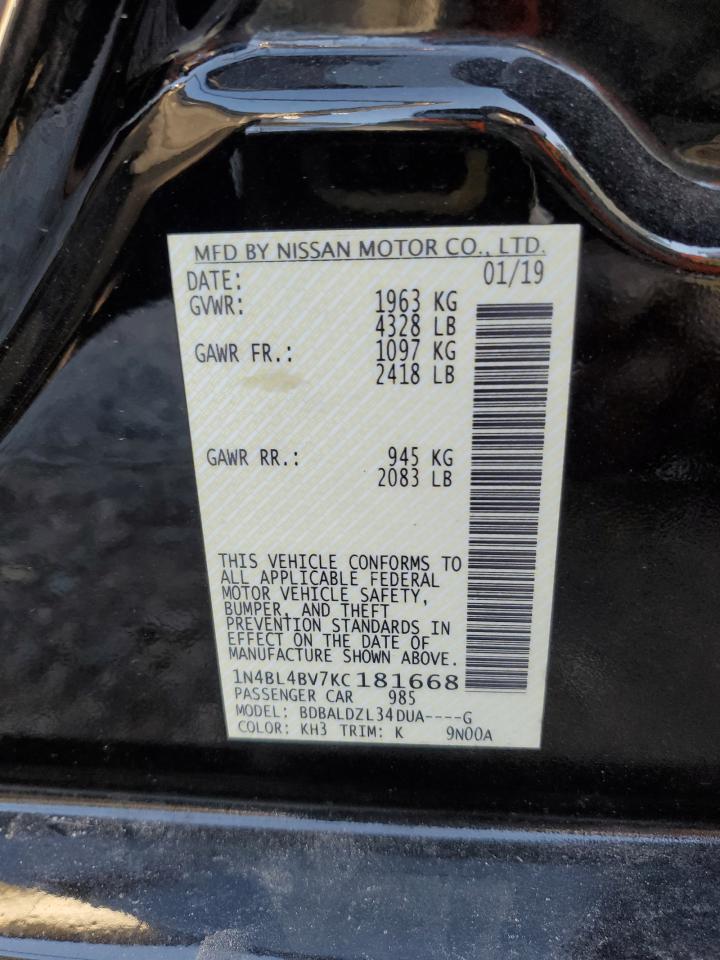 MFD BY NISSAN MOTOR CO., LTD.
DATE: 01/19
GVWR: 1963 KG
4328 LB
GAWR FR.: 1097 KG
2418 LB
GAWR RR.: 945 KG
2083 LB
THIS VEHICLE CONFORMS TO
ALL APPLICABLE FEDERAL
MOTOR VEHICLE SAFETY,
BUMPER, AND THEFT
PREVENTION STANDARDS IN
EFFECT ON THE DATE OF
MANUFACTURE SHOWN ABOVE.
1N4BL4BV7KC181668
PASSENGER CAR 985
MODEL: BDBALDZL34DUA----G
COLOR: KH3 TRIM: K 9N00A